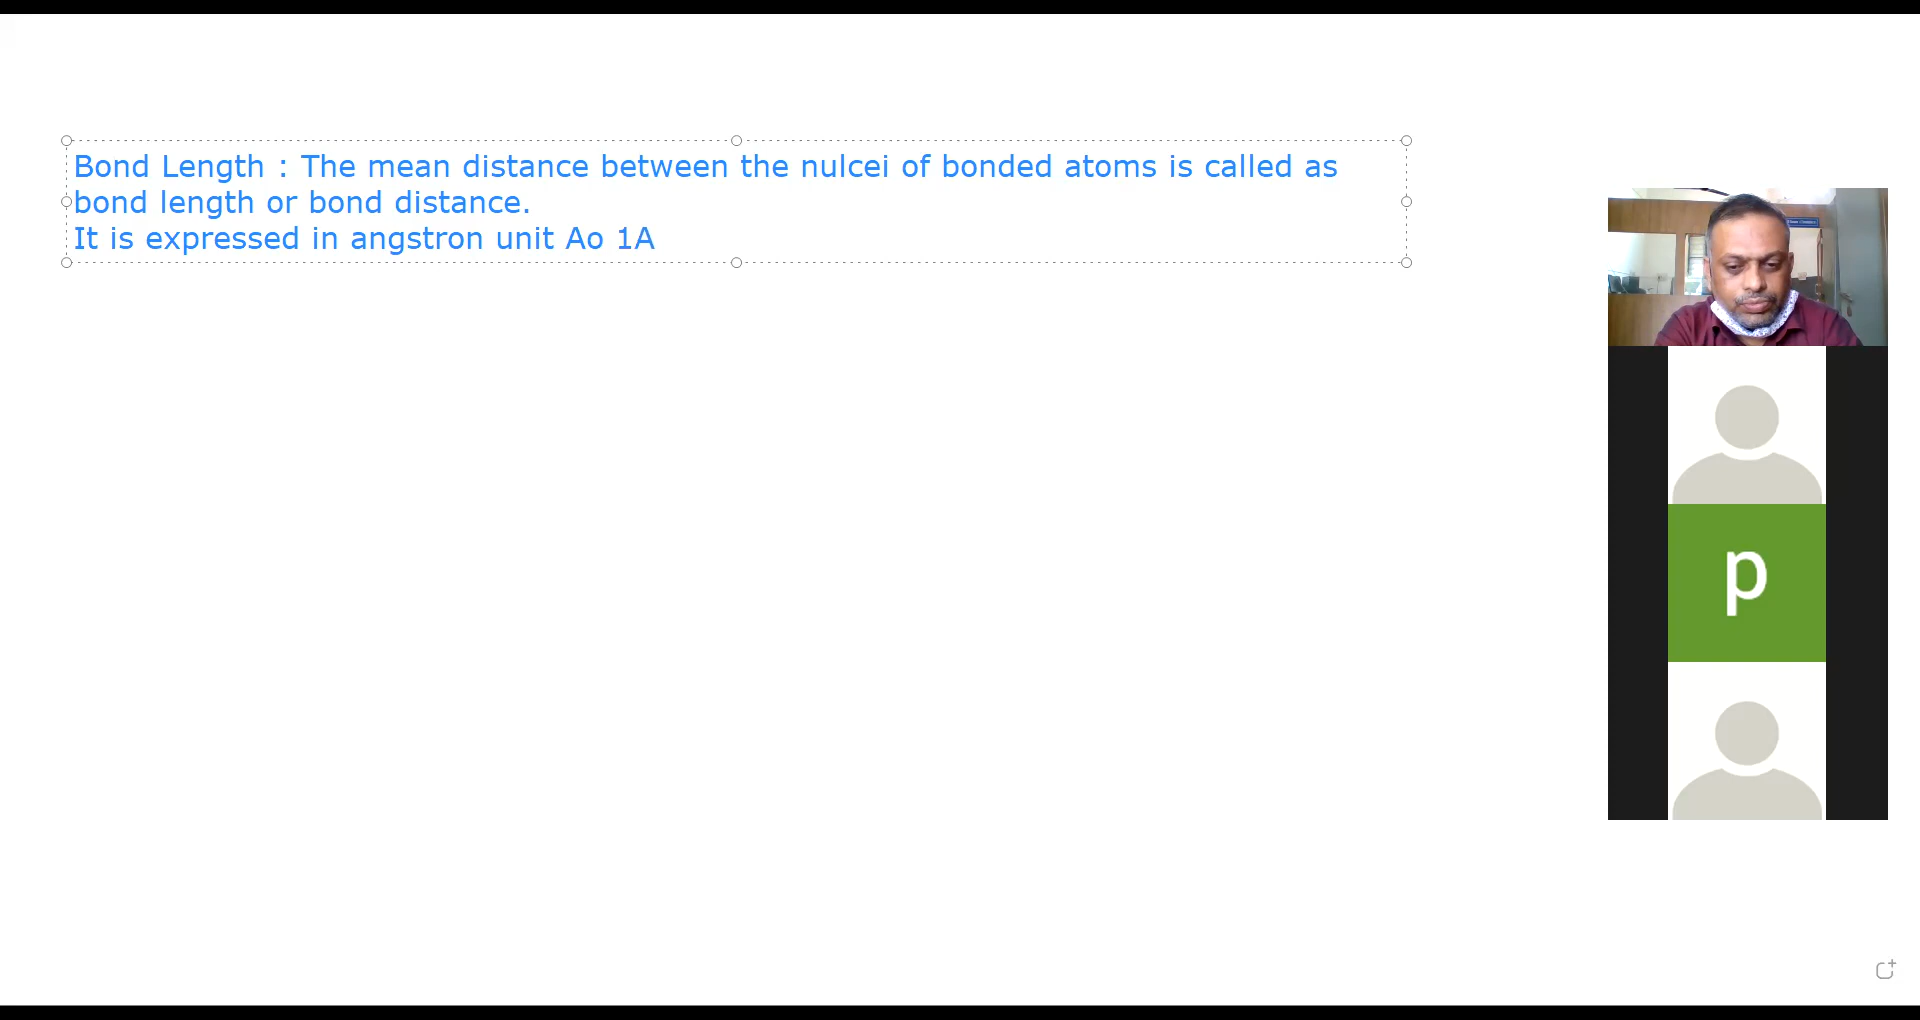 Bond Length : The mean distance between the nulcei of bonded atoms is called as
bond length or bond distance.
It is expressed in angstron unit Ao 1A
p